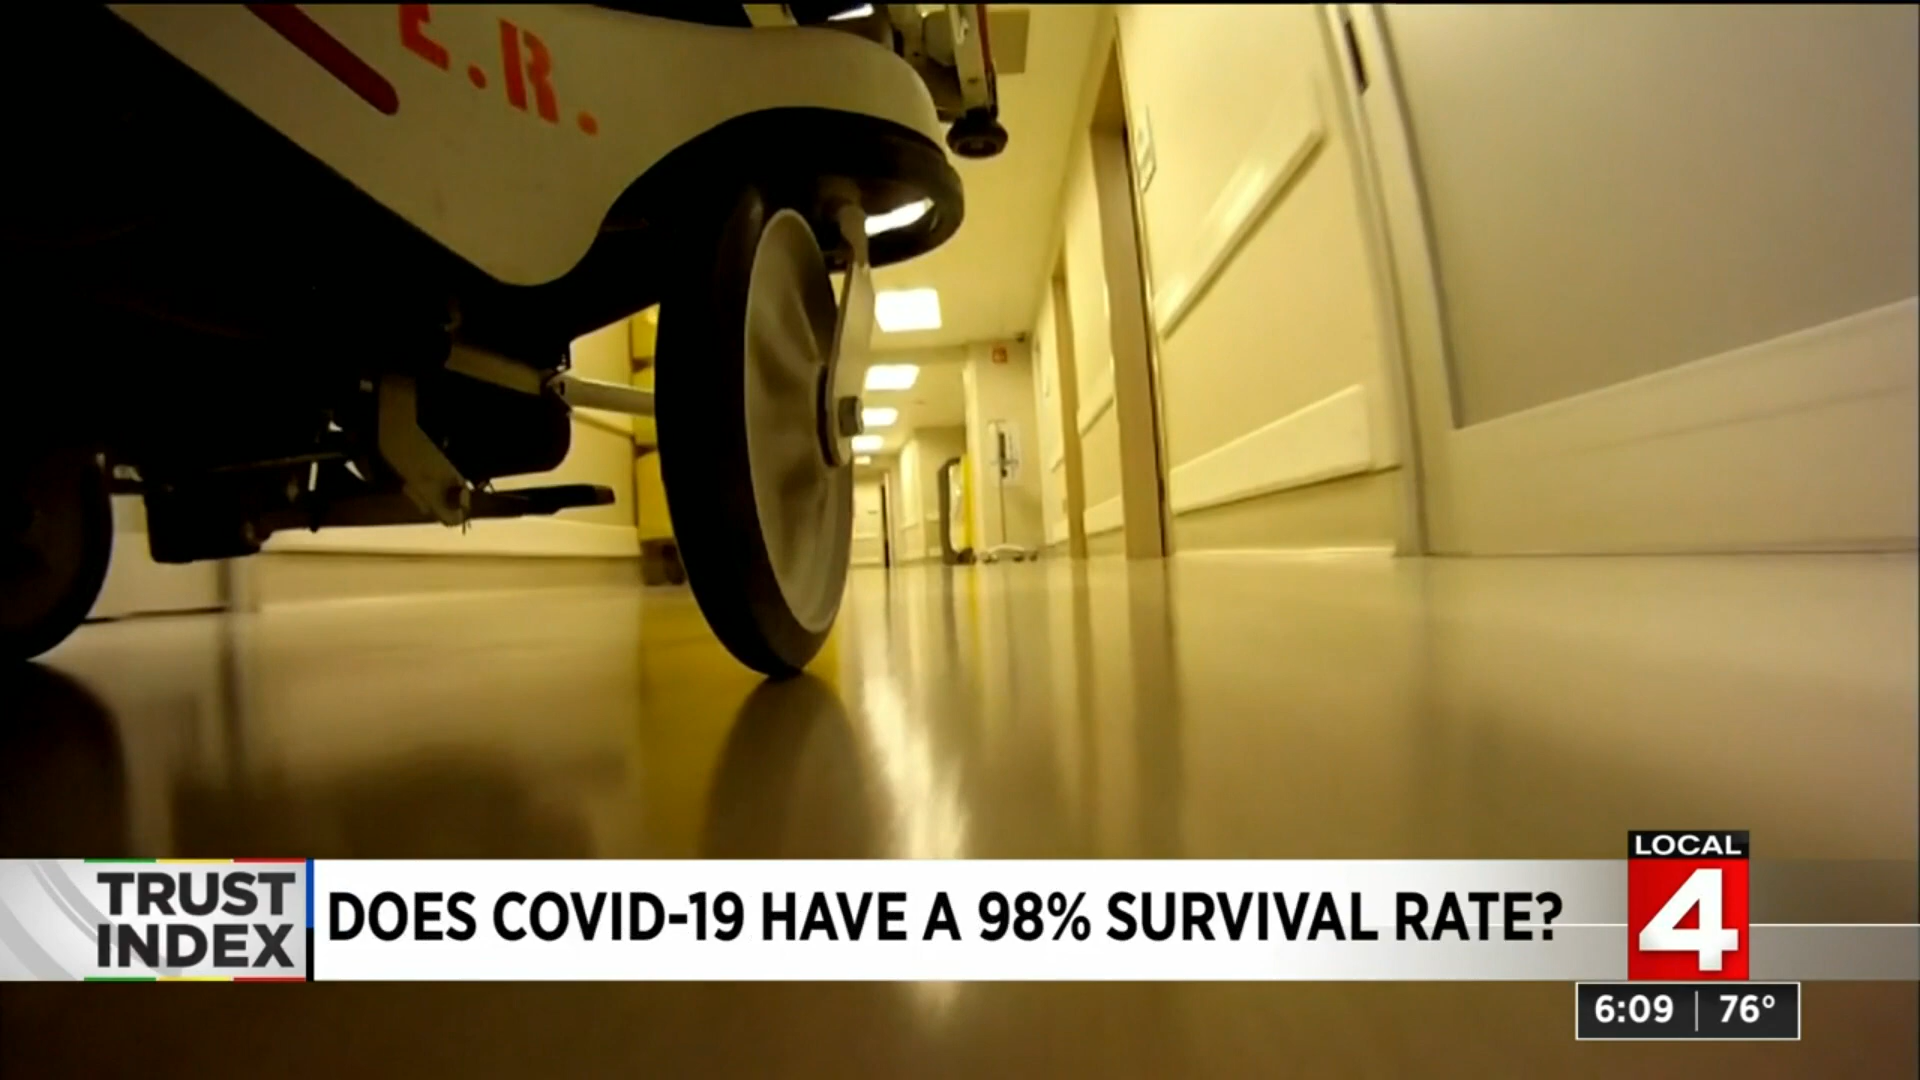 E.R.
TRUST
INDEX
DOES COVID-19 HAVE A 98% SURVIVAL RATE?
LOCAL
4
6:09 | 76°